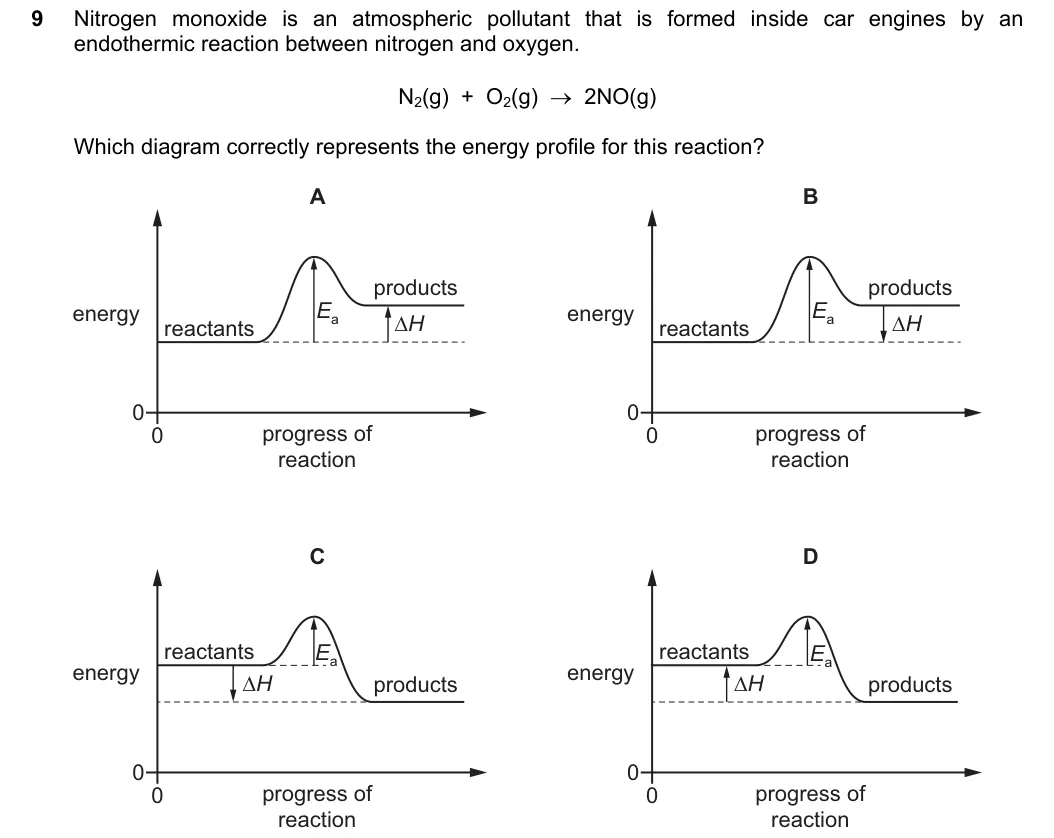 9 Nitrogen monoxide is an atmospheric pollutant that is formed inside car engines by an
endothermic reaction between nitrogen and oxygen.
N₂(g) + O₂(g) → 2NO(g)
Which diagram correctly represents the energy profile for this reaction?
A
energy
reactants
products
Eₐ
ΔH
0
0
progress of
reaction
B
energy
reactants
products
Eₐ
ΔH
0
0
progress of
reaction
C
energy
reactants
Eₐ
ΔH
products
0
0
progress of
reaction
D
energy
reactants
Eₐ
ΔH
products
0
0
progress of
reaction